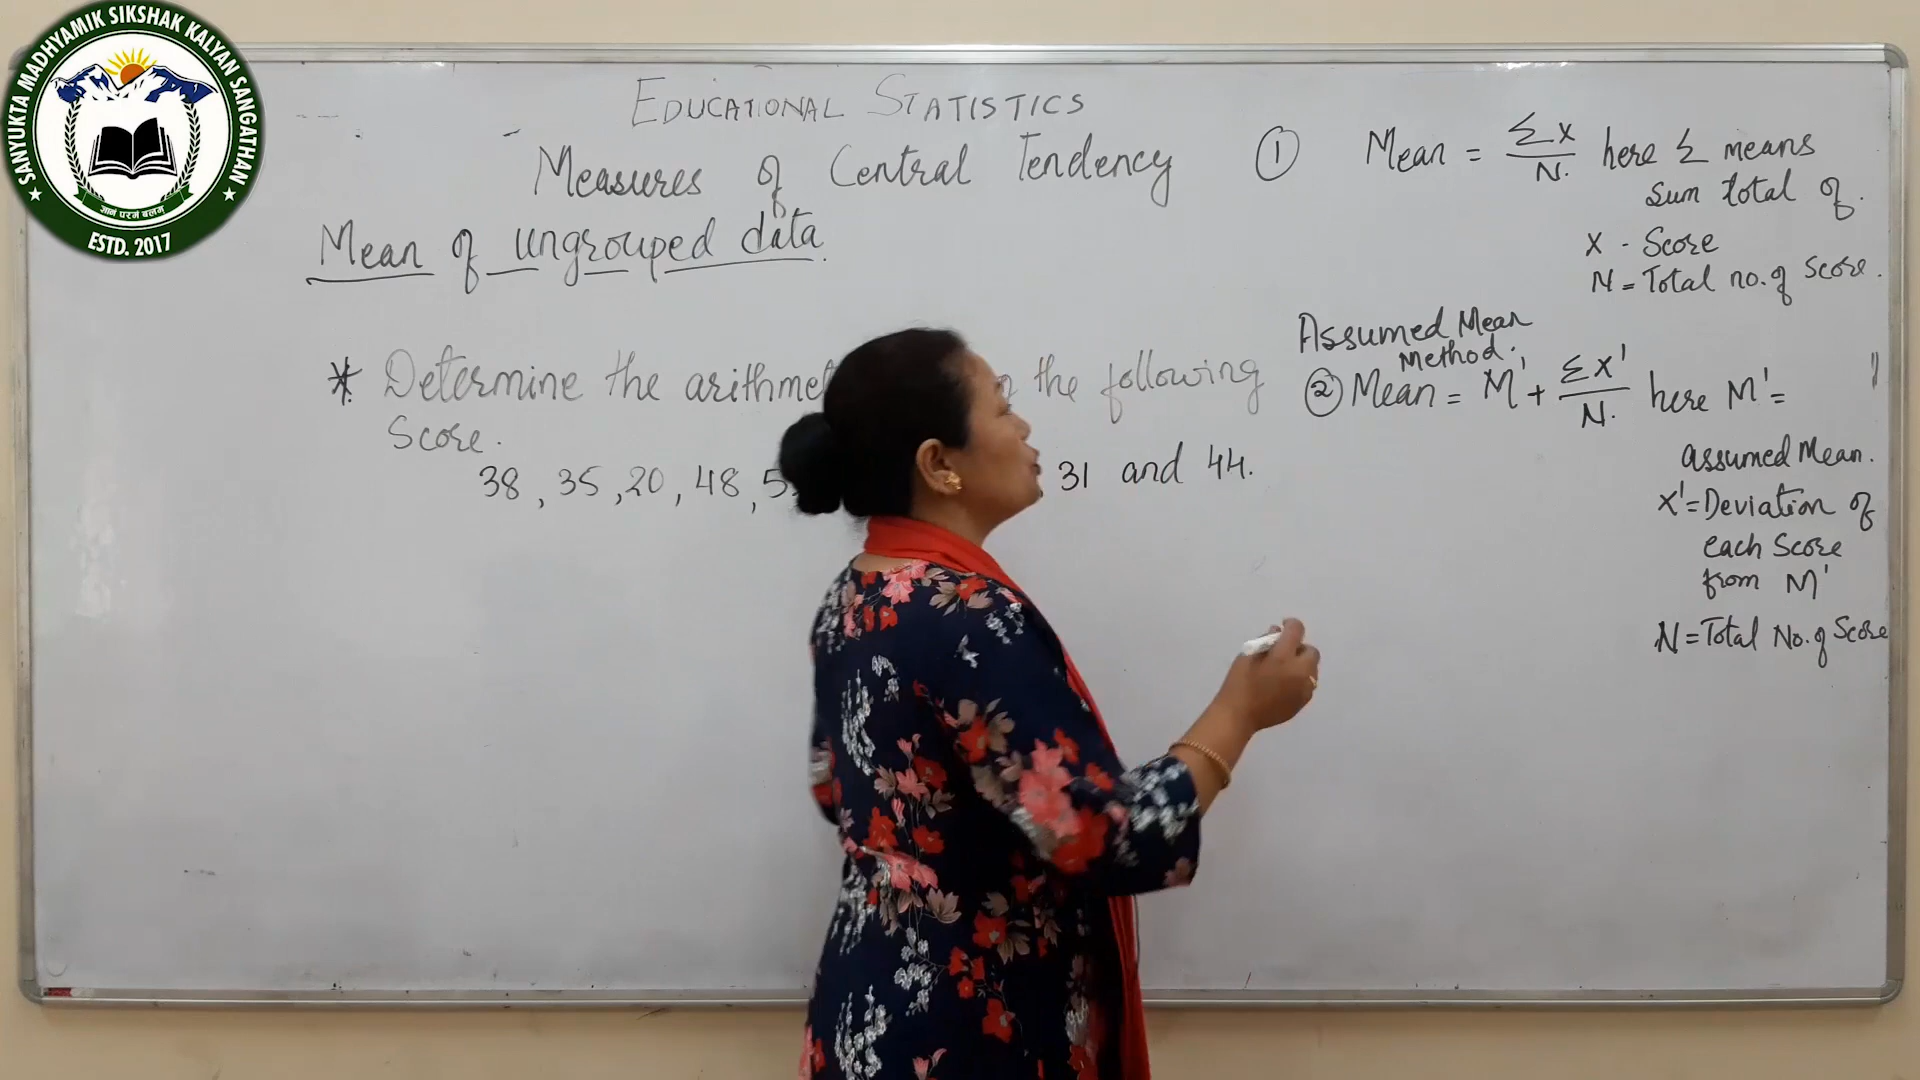 SANYUKTA MADHYAMIK SIKSHAK KALYAN SANGATHAN
ज्ञानं परमं बलम्
ESTD. 2017
EDUCATIONAL STATISTICS
Measures of Central Tendency
Mean of ungrouped data.
* Determine the the following
Score.
38, 35, 20, 48, 31 and 44.
① Mean = ΣX/N. here Σ means
Sum total of.
X - Score
N = Total no. of Score.
Assumed Mean
Method.
② Mean = M' + Σx'/N. here M' =
assumed Mean.
x' = Deviation of
each Score
from M'
N = Total No. of Score